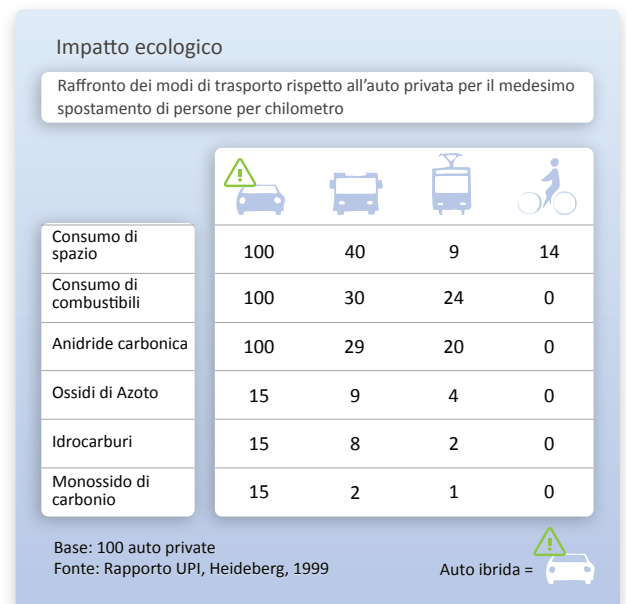 Impatto ecologico
Raffronto dei modi di trasporto rispetto all'auto privata per il medesimo
spostamento di persone per chilometro
Consumo di
spazio 100 40 9 14
Consumo di
combustibili 100 30 24 0
Anidride carbonica 100 29 20 0
Ossidi di Azoto 15 9 4 0
Idrocarburi 15 8 2 0
Monossido di
carbonio 15 2 1 0
Base: 100 auto private
Fonte: Rapporto UPI, Heideberg, 1999
Auto ibrida =